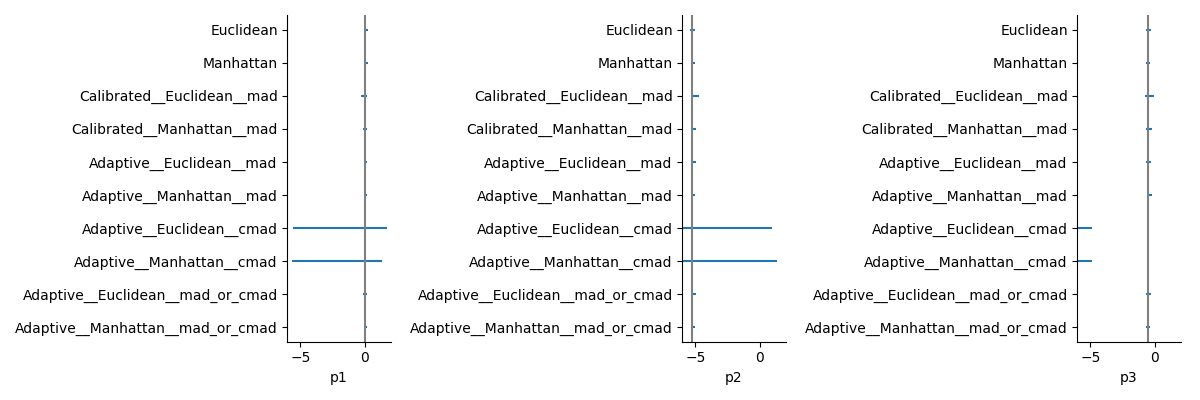 Euclidean
Manhattan
Calibrated__Euclidean__mad
Calibrated__Manhattan__mad
Adaptive__Euclidean__mad
Adaptive__Manhattan__mad
Adaptive__Euclidean__cmad
Adaptive__Manhattan__cmad
Adaptive__Euclidean__mad_or_cmad
Adaptive__Manhattan__mad_or_cmad
−5 0
p1
Euclidean
Manhattan
Calibrated__Euclidean__mad
Calibrated__Manhattan__mad
Adaptive__Euclidean__mad
Adaptive__Manhattan__mad
Adaptive__Euclidean__cmad
Adaptive__Manhattan__cmad
Adaptive__Euclidean__mad_or_cmad
Adaptive__Manhattan__mad_or_cmad
−5 0
p2
Euclidean
Manhattan
Calibrated__Euclidean__mad
Calibrated__Manhattan__mad
Adaptive__Euclidean__mad
Adaptive__Manhattan__mad
Adaptive__Euclidean__cmad
Adaptive__Manhattan__cmad
Adaptive__Euclidean__mad_or_cmad
Adaptive__Manhattan__mad_or_cmad
−5 0
p3